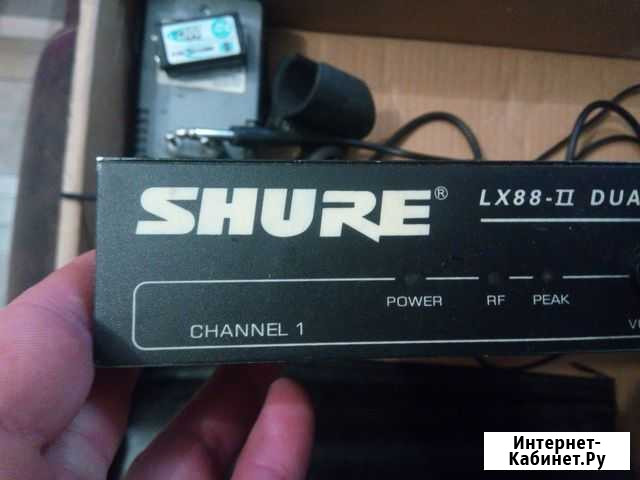 SHURE®
LX88-II DUA
POWER RF PEAK
CHANNEL 1
Интернет-
Кабинет.Ру